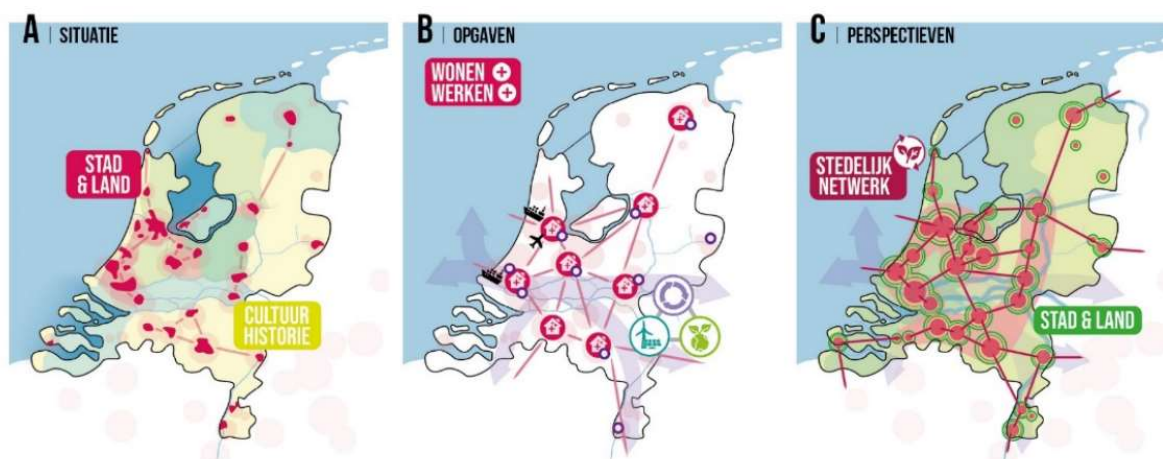 A | SITUATIE
STAD
& LAND
CULTUUR
HISTORIE
B | OPGAVEN
WONEN +
WERKEN +
C | PERSPECTIEVEN
STEDELIJK
NETWERK
STAD & LAND